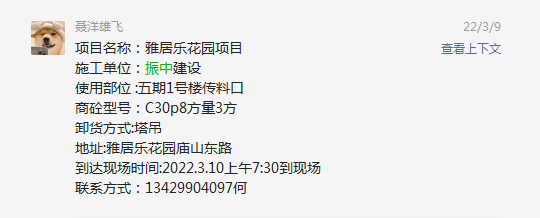 聂洋雄飞
22/3/9
项目名称：雅居乐花园项目
查看上下文
施工单位：振中建设
使用部位 :五期1号楼传料口
商砼型号：C30p8方量3方
卸货方式:塔吊
地址:雅居乐花园庙山东路
到达现场时间:2022.3.10上午7:30到现场
联系方式：13429904097何